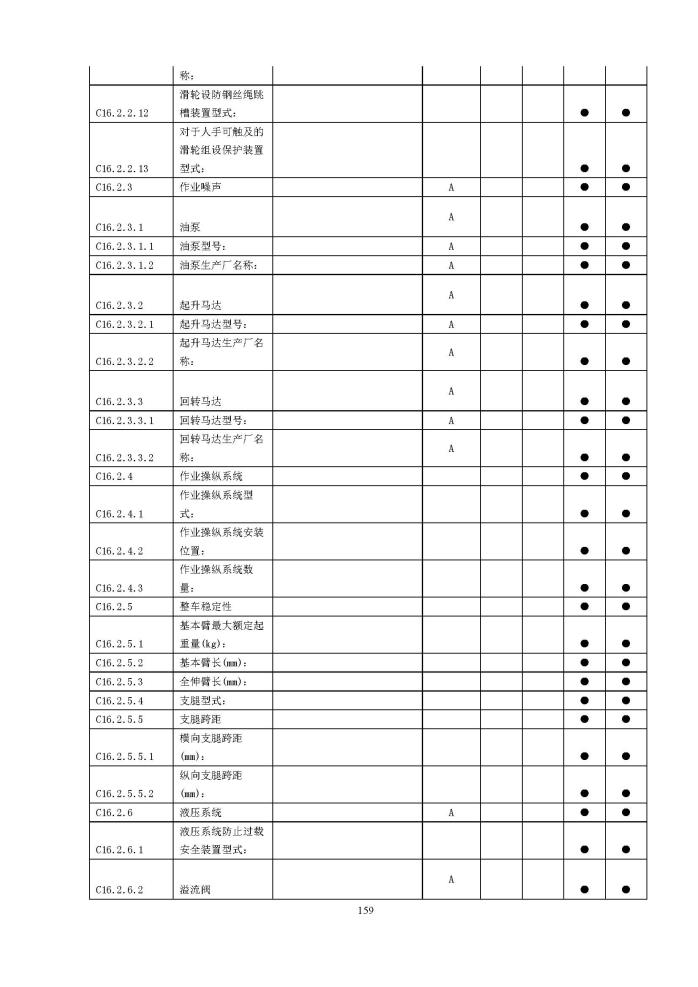 称：
滑轮设防钢丝绳跳
C16.2.2.12 槽装置型式： ● ●
对于人手可触及的
滑轮组设保护装置
C16.2.2.13 型式： ● ●
C16.2.3 作业噪声 A ● ●
A
C16.2.3.1 油泵 ● ●
C16.2.3.1.1 油泵型号： A ● ●
C16.2.3.1.2 油泵生产厂名称： A ● ●
A
C16.2.3.2 起升马达 ● ●
C16.2.3.2.1 起升马达型号： A ● ●
起升马达生产厂名
A
C16.2.3.2.2 称： ● ●
A
C16.2.3.3 回转马达 ● ●
C16.2.3.3.1 回转马达型号： A ● ●
回转马达生产厂名
A
C16.2.3.3.2 称： ● ●
C16.2.4 作业操纵系统 ● ●
作业操纵系统型
C16.2.4.1 式： ● ●
作业操纵系统安装
C16.2.4.2 位置： ● ●
作业操纵系统数
C16.2.4.3 量： ● ●
C16.2.5 整车稳定性 ● ●
基本臂最大额定起
C16.2.5.1 重量(kg)： ● ●
C16.2.5.2 基本臂长(mm)： ● ●
C16.2.5.3 全伸臂长(mm)： ● ●
C16.2.5.4 支腿型式： ● ●
C16.2.5.5 支腿跨距 ● ●
横向支腿跨距
C16.2.5.5.1 (mm)： ● ●
纵向支腿跨距
C16.2.5.5.2 (mm)： ● ●
C16.2.6 液压系统 A ● ●
液压系统防止过载
C16.2.6.1 安全装置型式： ● ●
A
C16.2.6.2 溢流阀 ● ●
159